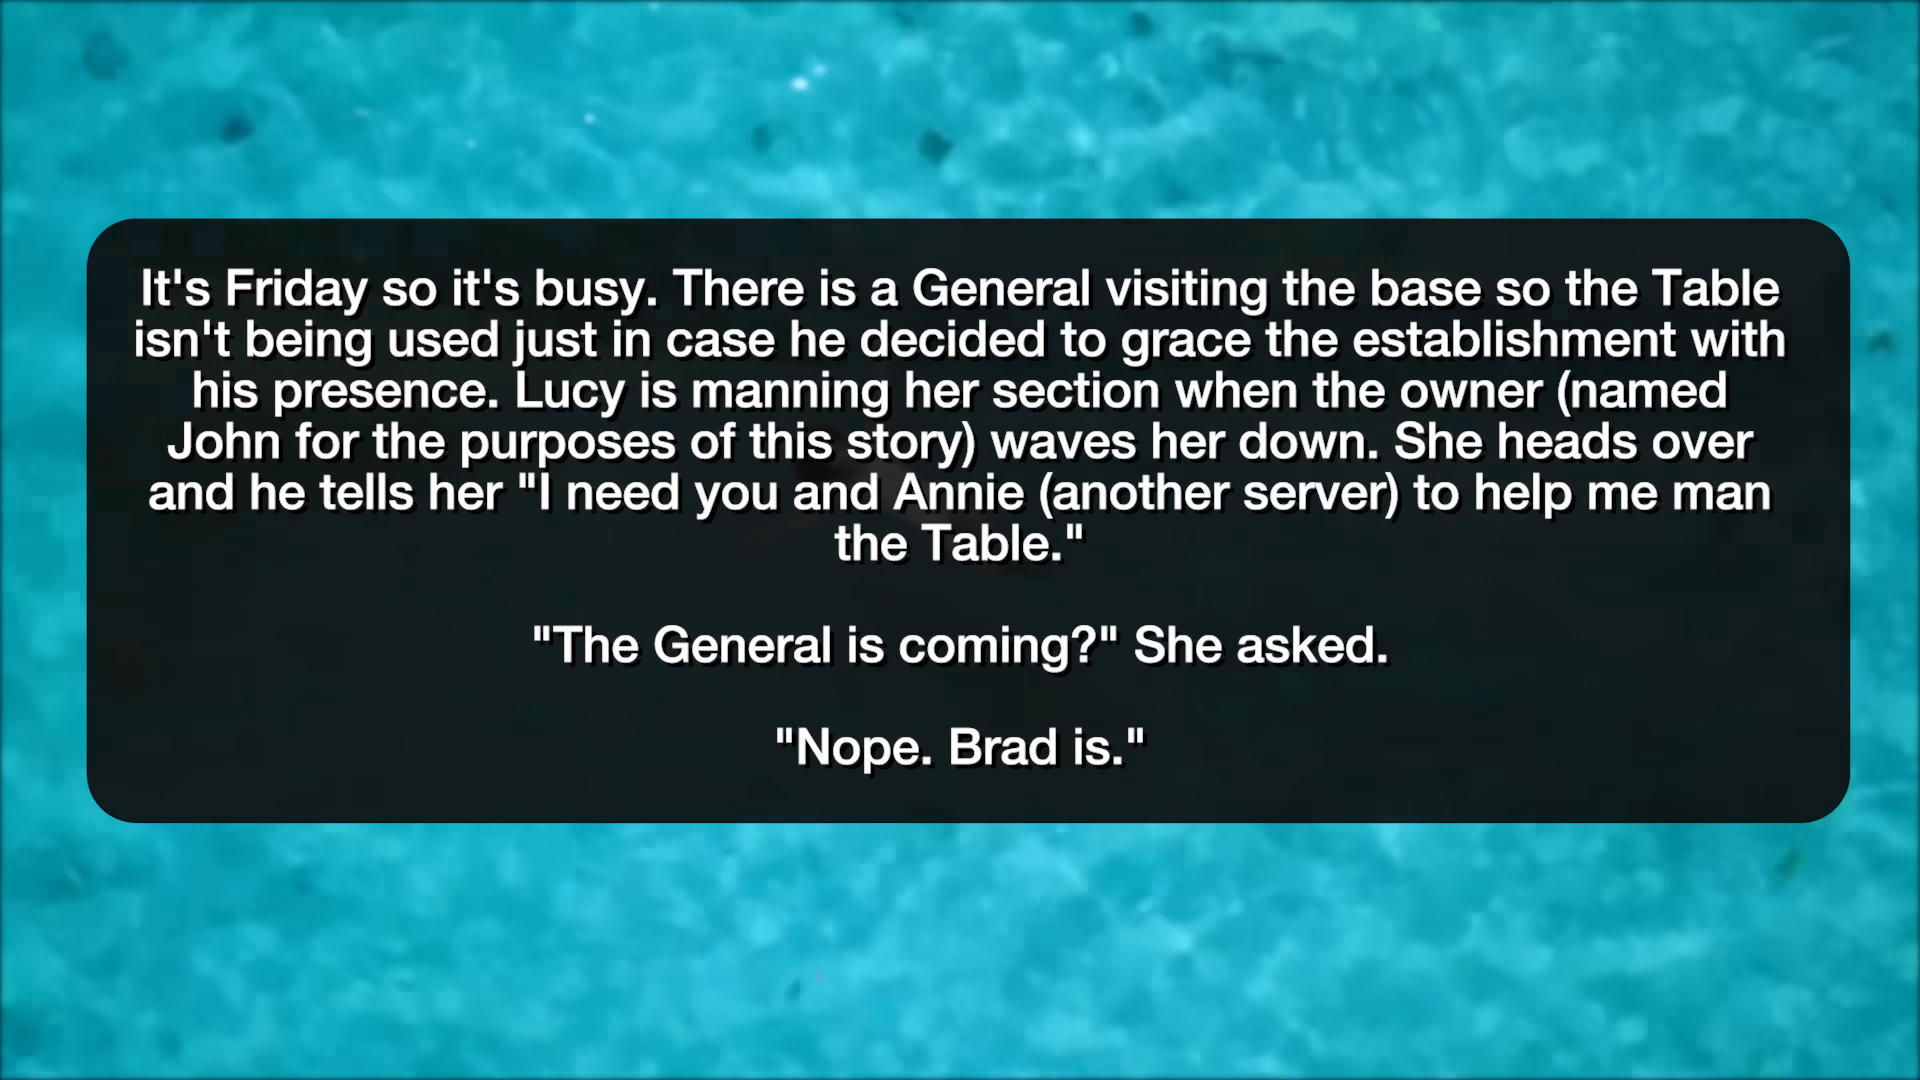 It's Friday so it's busy. There is a General visiting the base so the Table
isn't being used just in case he decided to grace the establishment with
his presence. Lucy is manning her section when the owner (named
John for the purposes of this story) waves her down. She heads over
and he tells her "I need you and Annie (another server) to help me man
the Table."
"The General is coming?" She asked.
"Nope. Brad is."